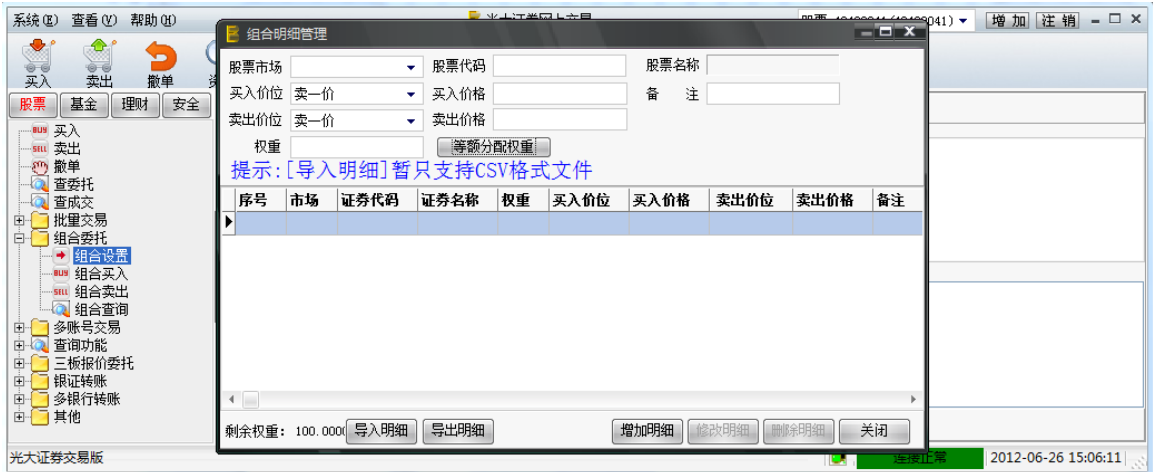 系统(X) 查看(V) 帮助(H)
增加 注销
买入 卖出 撤单
股票 基金 理财 安全
买入
卖出
撤单
查委托
查成交
批量交易
组合委托
组合设置
组合买入
组合卖出
组合查询
多账号交易
查询功能
三板报价委托
银证转账
多银行转账
其他
组合明细管理
股票市场 股票代码 股票名称
买入价位 卖一价 买入价格 备 注
卖出价位 卖一价 卖出价格
权重 等额分配权重
提示:[导入明细]暂只支持CSV格式文件
序号 市场 证券代码 证券名称 权重 买入价位 买入价格 卖出价位 卖出价格 备注
剩余权重: 100.000 导入明细 导出明细 增加明细 修改明细 删除明细 关闭
光大证券交易版 连接正常 2012-06-26 15:06:11